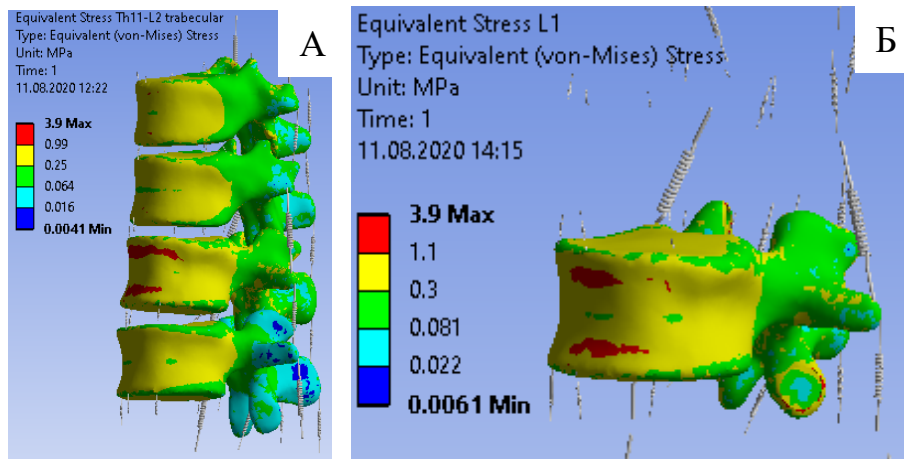 Equivalent Stress Th11-L2 trabecular
Type: Equivalent (von-Mises) Stress
Unit: MPa
Time: 1
11.08.2020 12:22
А
3.9 Max
0.99
0.25
0.064
0.016
0.0041 Min
Equivalent Stress L1
Type: Equivalent (von-Mises) Stress
Unit: MPa
Time: 1
11.08.2020 14:15
Б
3.9 Max
1.1
0.3
0.081
0.022
0.0061 Min